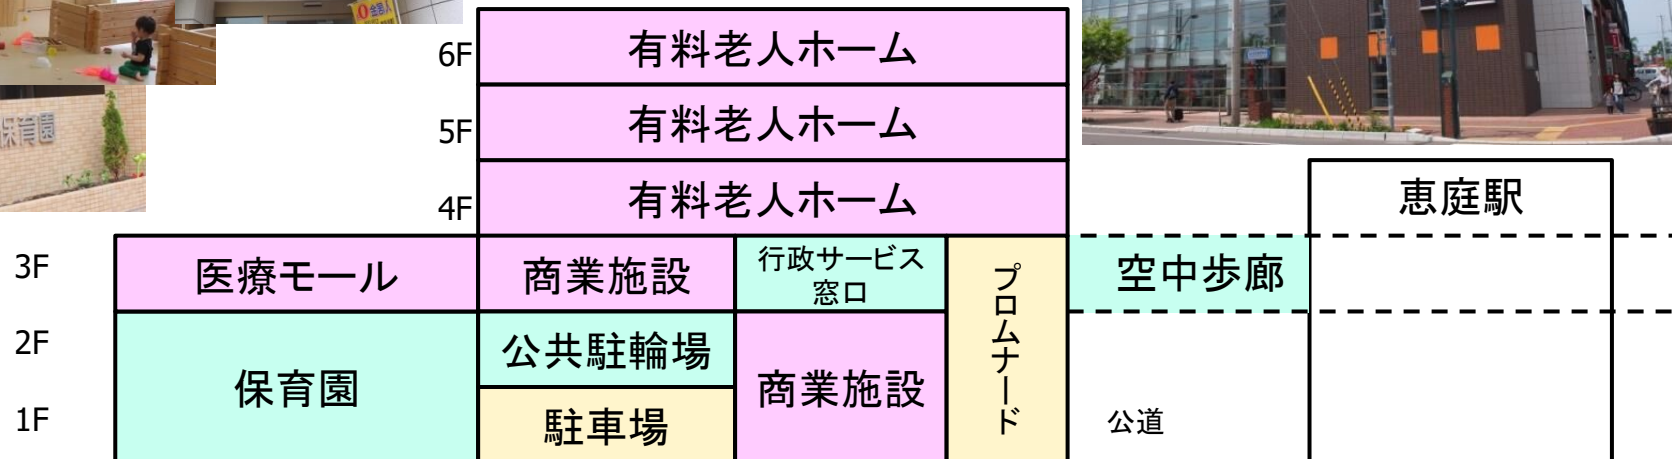 6F
有料老人ホーム
5F
有料老人ホーム
保育園
4F
有料老人ホーム
恵庭駅
3F
医療モール
商業施設
行政サービス
窓口
プロムナード
空中歩廊
2F
公共駐輪場
保育園
商業施設
1F
駐車場
公道